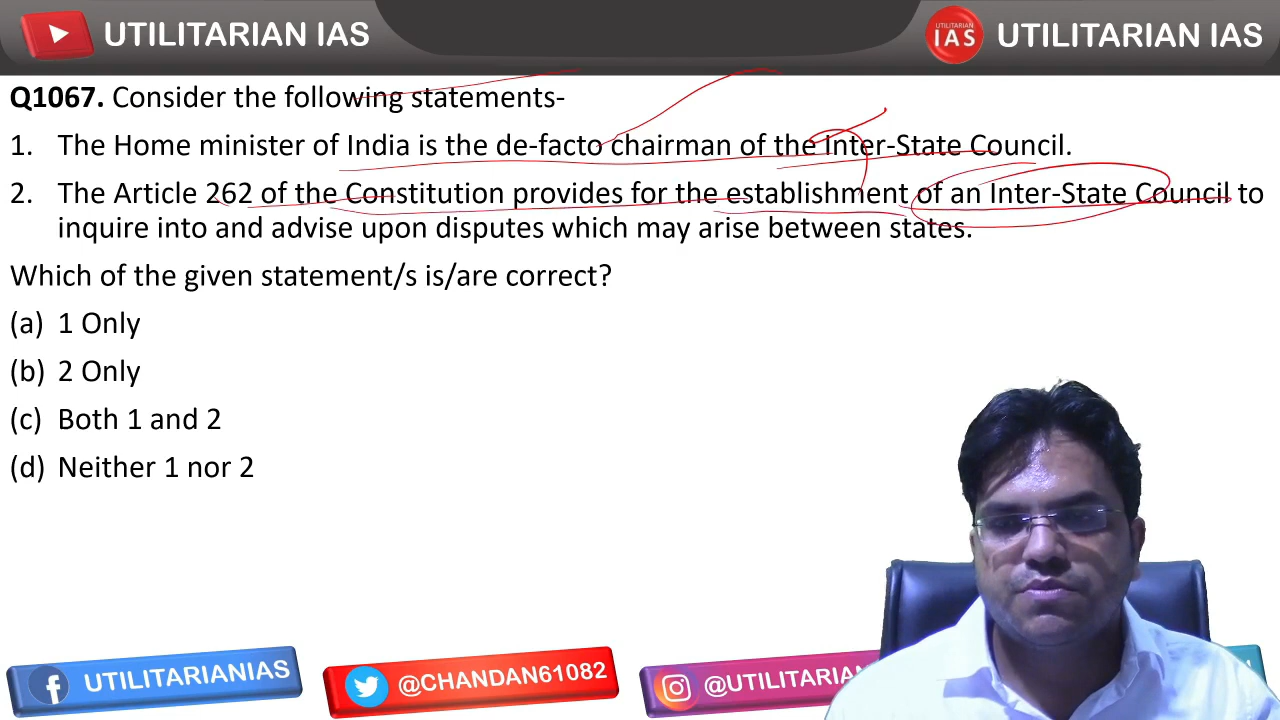 UTILITARIAN IAS
UTILITARIAN IAS UTILITARIAN IAS
Q1067. Consider the following statements-
1. The Home minister of India is the de-facto chairman of the Inter-State Council.
2. The Article 262 of the Constitution provides for the establishment of an Inter-State Council to
inquire into and advise upon disputes which may arise between states.
Which of the given statement/s is/are correct?
(a) 1 Only
(b) 2 Only
(c) Both 1 and 2
(d) Neither 1 nor 2
UTILITARIANIAS @CHANDAN61082 @UTILITARIA